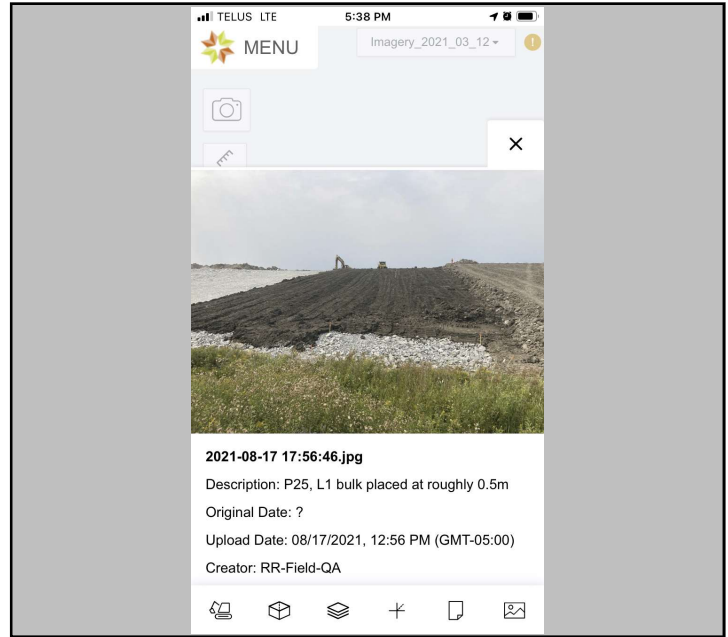 TELUS LTE 5:38 PM
MENU
Imagery_2021_03_12
2021-08-17 17:56:46.jpg
Description: P25, L1 bulk placed at roughly 0.5m
Original Date: ?
Upload Date: 08/17/2021, 12:56 PM (GMT-05:00)
Creator: RR-Field-QA